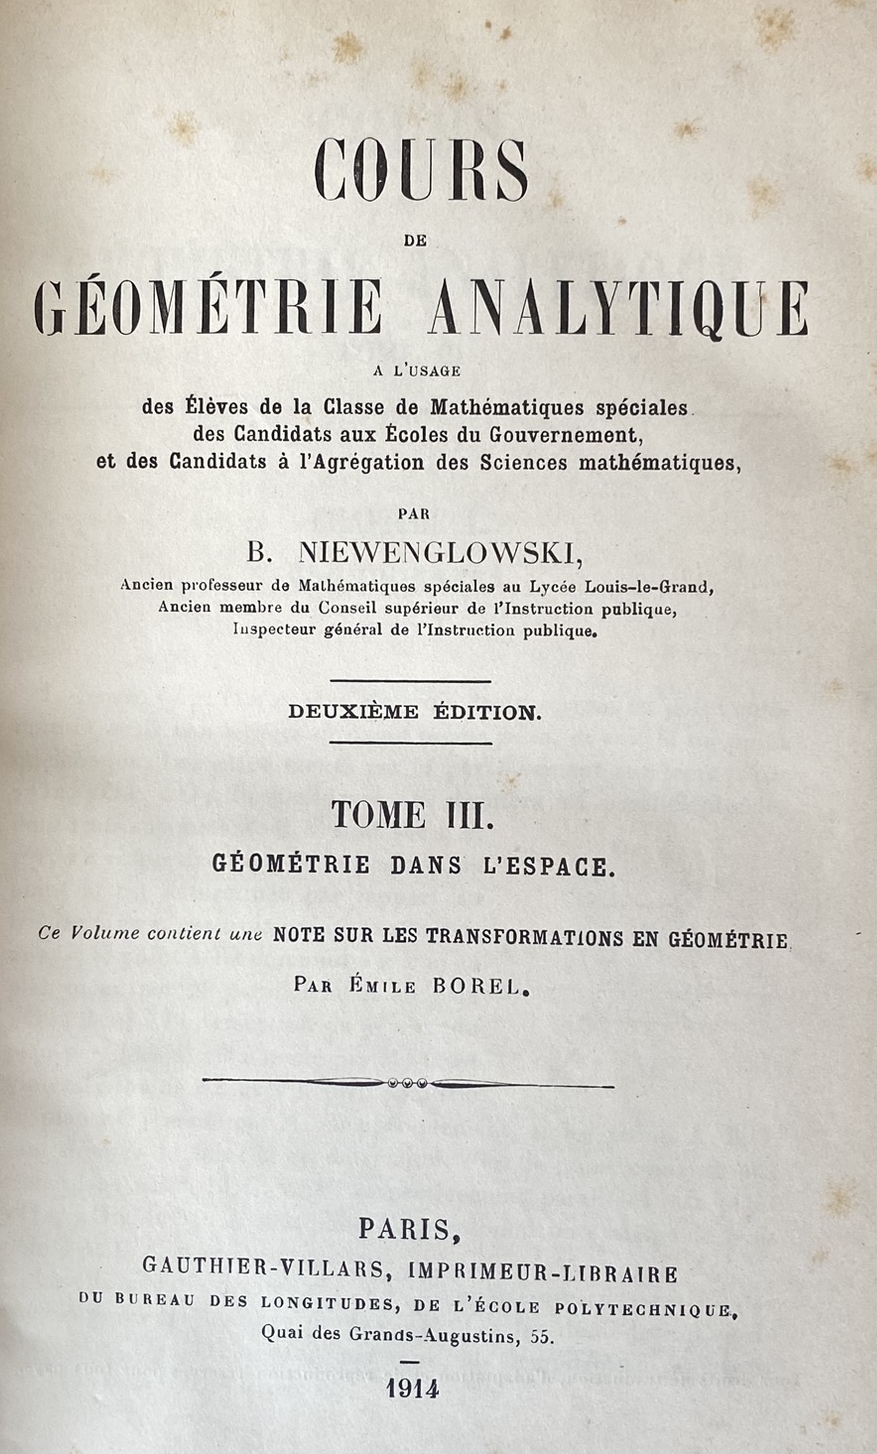 COURS
DE
GÉOMÉTRIE ANALYTIQUE
A L'USAGE
des Élèves de la Classe de Mathématiques spéciales.
des Candidats aux Écoles du Gouvernement,
et des Candidats à l'Agrégation des Sciences mathématiques,
PAR
B. NIEWENGLOWSKI,
Ancien professeur de Mathématiques spéciales au Lycée Louis-le-Grand,
Ancien membre du Conseil supérieur de l'Instruction publique,
Inspecteur général de l'Instruction publique.
DEUXIÈME ÉDITION.
TOME III.
GÉOMÉTRIE DANS L'ESPACE.
Ce Volume contient une NOTE SUR LES TRANSFORMATIONS EN GÉOMÉTRIE,
PAR ÉMILE BOREL.
PARIS,
GAUTHIER-VILLARS, IMPRIMEUR-LIBRAIRE
DU BUREAU DES LONGITUDES, DE L'ÉCOLE POLYTECHNIQUE,
Quai des Grands-Augustins, 55.
1914